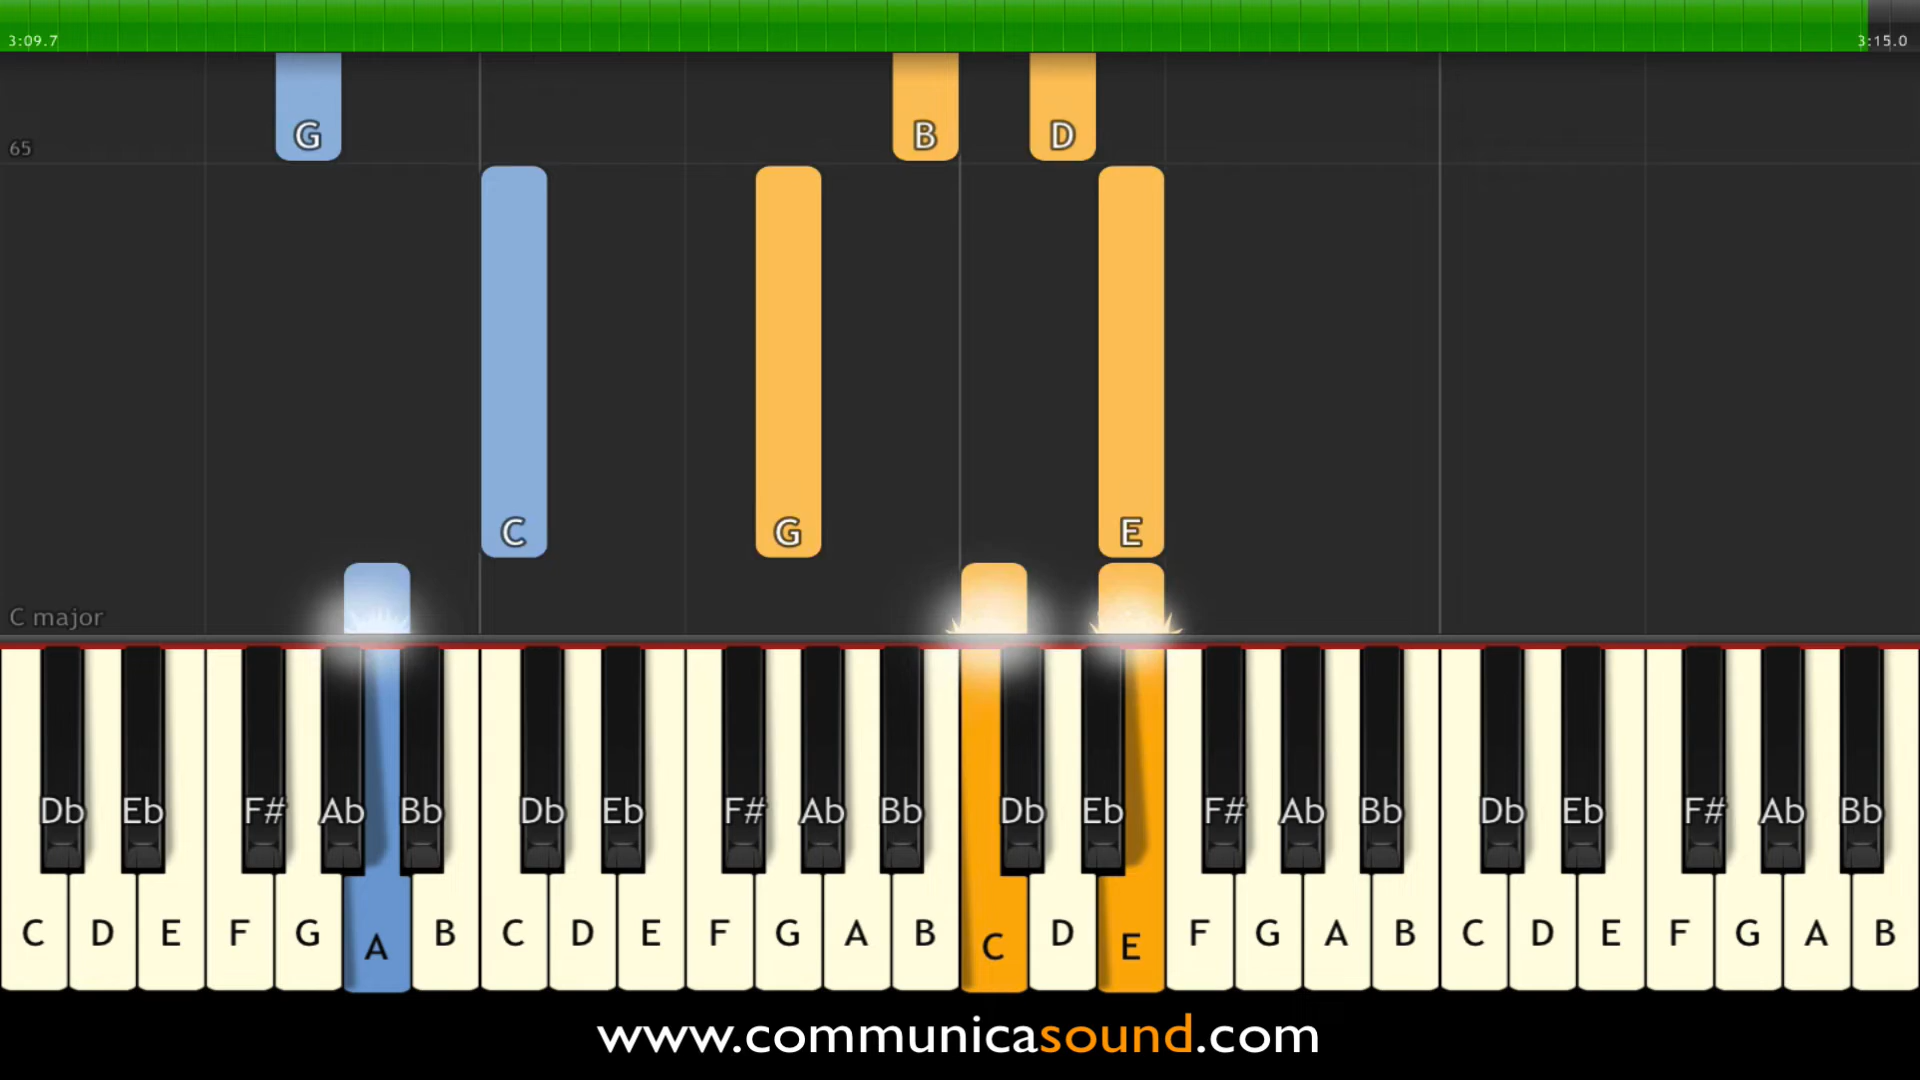 3:09.7 3:15.0
G B D
65
C G E
C major
Db Eb F# Ab Bb Db Eb F# Ab Bb Db Eb F# Ab Bb Db Eb F# Ab Bb
C D E F G A B C D E F G A B C D E F G A B C D E F G A B
www.communicasound.com